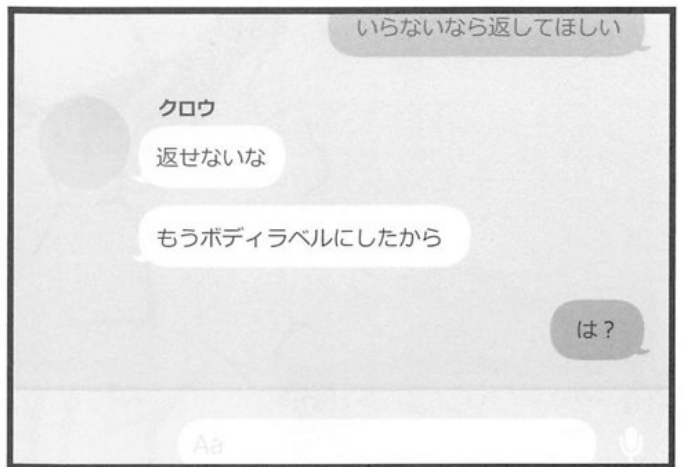 いらないなら返してほしい
クロウ
返せないな
もうボディラベルにしたから
は？
Aa